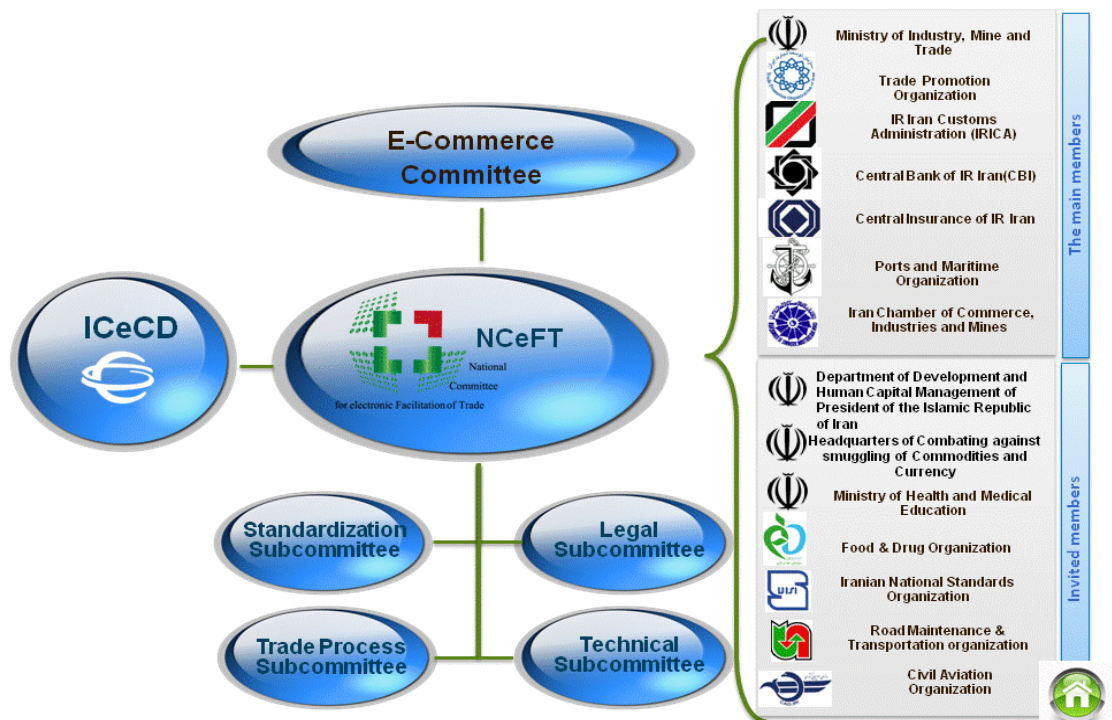 E-Commerce
Committee
ICeCD
NCeFT
National
Committee
for electronic Facilitation of Trade
Standardization
Subcommittee
Legal
Subcommittee
Trade Process
Subcommittee
Technical
Subcommittee
Ministry of Industry, Mine and
Trade
Trade Promotion
Organization
IR Iran Customs
Administration (IRICA)
Central Bank of IR Iran(CBI)
Central Insurance of IR Iran
Ports and Maritime
Organization
Iran Chamber of Commerce,
Industries and Mines
The main members
Department of Development and
Human Capital Management of
President of the Islamic Republic
of Iran
Headquarters of Combating against
smuggling of Commodities and
Currency
Ministry of Health and Medical
Education
Food & Drug Organization
Iranian National Standards
Organization
Road Maintenance &
Transportation organization
Civil Aviation
Organization
Invited members